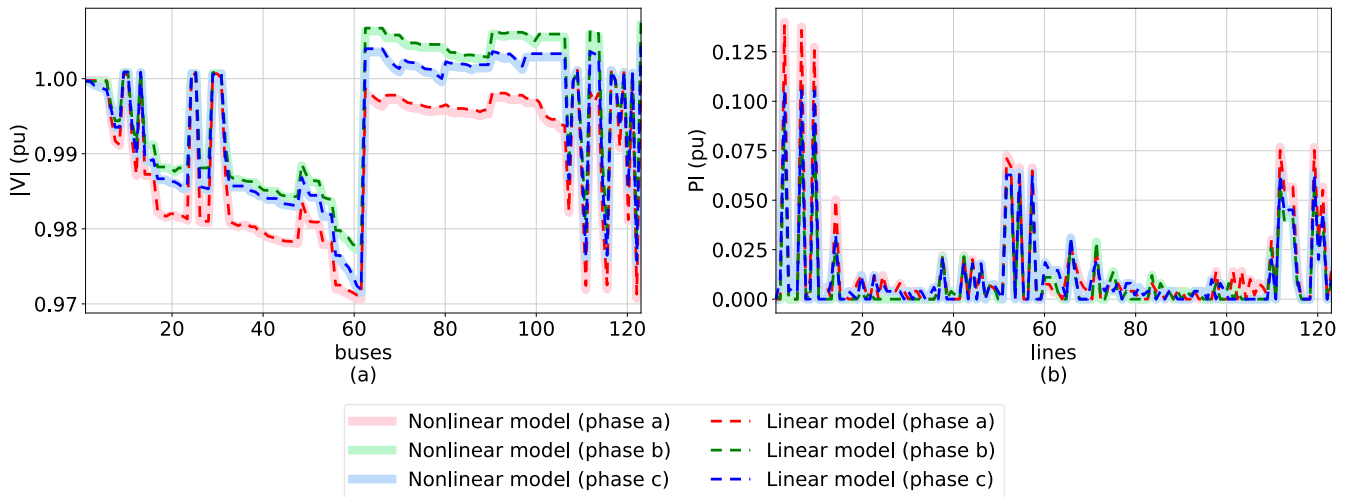 |V| (pu)
1.00
0.99
0.98
0.97
20 40 60 80 100 120
buses
(a)
Pl (pu)
0.125
0.100
0.075
0.050
0.025
0.000
20 40 60 80 100 120
lines
(b)
Nonlinear model (phase a)
Nonlinear model (phase b)
Nonlinear model (phase c)
Linear model (phase a)
Linear model (phase b)
Linear model (phase c)